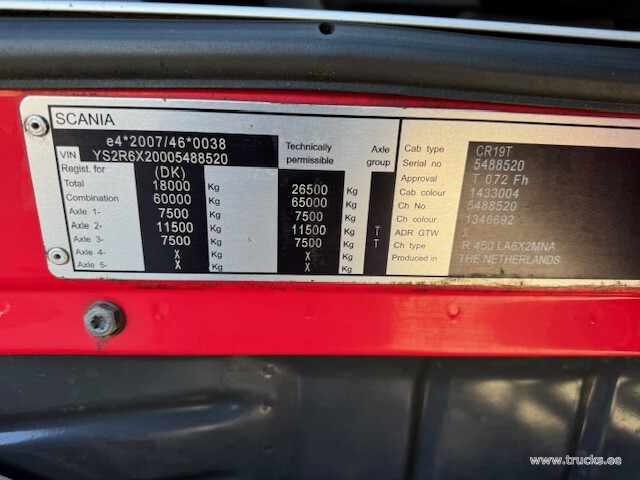 SCANIA
e4*2007/46*0038
VIN YS2R6X20005488520
Technically permissible
Axle group
Regist. for (DK)
Total 18000 Kg 26500 Kg
Combination 60000 Kg 65000 Kg
Axle 1- 7500 Kg 7500 Kg
Axle 2- 11500 Kg 11500 Kg T
Axle 3- 7500 Kg 7500 Kg T
Axle 4- X Kg X Kg
Axle 5- X X Kg
Cab type CR19T
Serial no 5488520
Approval T 072 Fh
Cab colour 1433004
Ch No. 5488520
Ch colour 1346692
ADR GTW X
Ch type R 450 LA6X2MNA
Produced in THE NETHERLANDS
www.trucks.ee